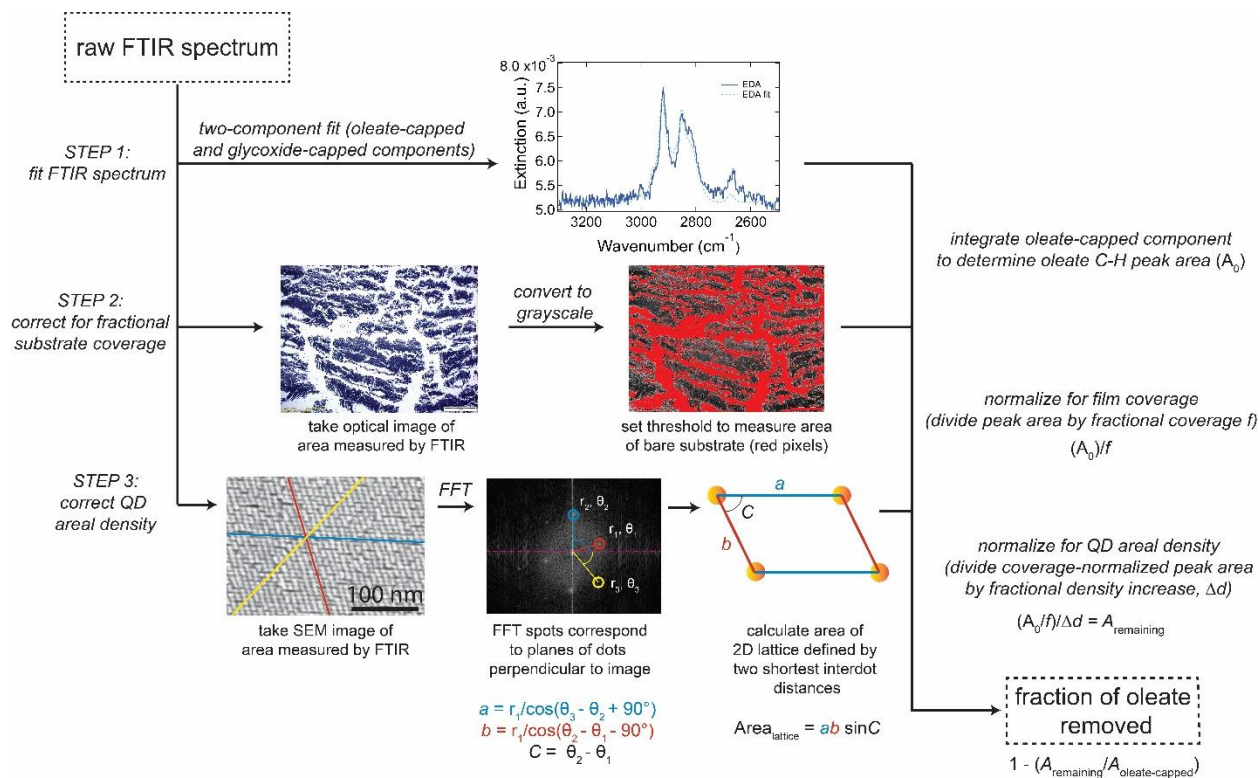 raw FTIR spectrum
STEP 1:
fit FTIR spectrum
two-component fit (oleate-capped
and glycoxide-capped components)
8.0 x10⁻³
7.5
7.0
6.5
6.0
5.5
5.0
Extinction (a.u.)
EDA
EDA fit
3200
3000
2800
2600
Wavenumber (cm⁻¹)
integrate oleate-capped component
to determine oleate C-H peak area (A₀)
STEP 2:
correct for fractional
substrate coverage
convert to
grayscale
take optical image of
area measured by FTIR
set threshold to measure area
of bare substrate (red pixels)
normalize for film coverage
(divide peak area by fractional coverage f)
(A₀)/f
STEP 3:
correct QD
areal density
100 nm
FFT
r₂, θ₂
r₁, θ₁
r₃, θ₃
a
C
b
take SEM image of
area measured by FTIR
FFT spots correspond
to planes of dots
perpendicular to image
a = r₁/cos(θ₃ - θ₂ + 90°)
b = r₁/cos(θ₂ - θ₁ - 90°)
C = θ₂ - θ₁
calculate area of
2D lattice defined by
two shortest interdot
distances
Area_lattice = ab sinC
normalize for QD areal density
(divide coverage-normalized peak area
by fractional density increase, Δd)
(A₀/f)/Δd = A_remaining
fraction of oleate
removed
1 - (A_remaining/A_oleate-capped)